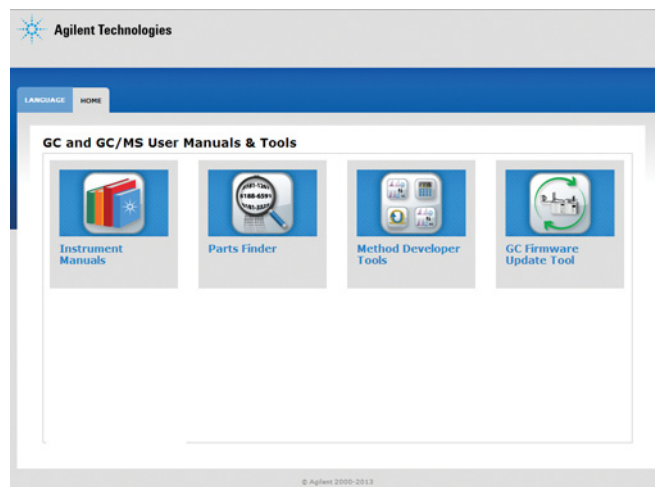 Agilent Technologies
LANGUAGE HOME
GC and GC/MS User Manuals & Tools
Instrument
Manuals
Parts Finder
Method Developer
Tools
GC Firmware
Update Tool
© Agilent 2000-2013